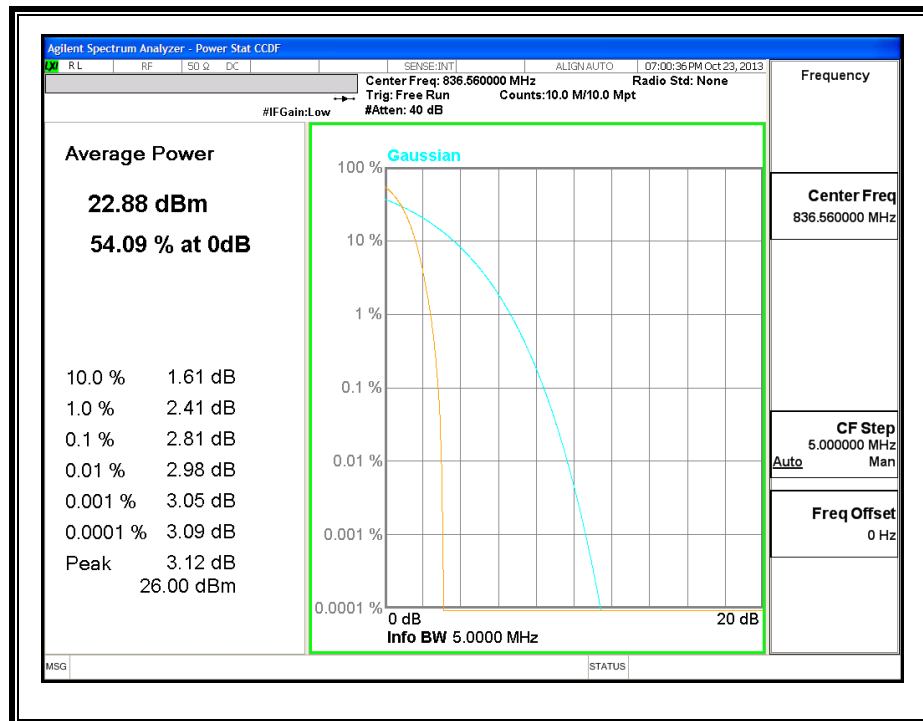 Agilent Spectrum Analyzer - Power Stat CCDF
LXI RL RF 50 Ω DC SENSE:INT ALIGN AUTO 07:00:36 PM Oct 23, 2013
Center Freq: 836.560000 MHz Radio Std: None
Trig: Free Run Counts:10.0 M/10.0 Mpt
#IFGain:Low #Atten: 40 dB
Frequency
Average Power
22.88 dBm
54.09 % at 0dB
10.0 % 1.61 dB
1.0 % 2.41 dB
0.1 % 2.81 dB
0.01 % 2.98 dB
0.001 % 3.05 dB
0.0001 % 3.09 dB
Peak 3.12 dB
26.00 dBm
Gaussian
100 %
10 %
1 %
0.1 %
0.01 %
0.001 %
0.0001 %
0 dB 20 dB
Info BW 5.0000 MHz
Center Freq
836.560000 MHz
CF Step
5.000000 MHz
Auto Man
Freq Offset
0 Hz
MSG STATUS